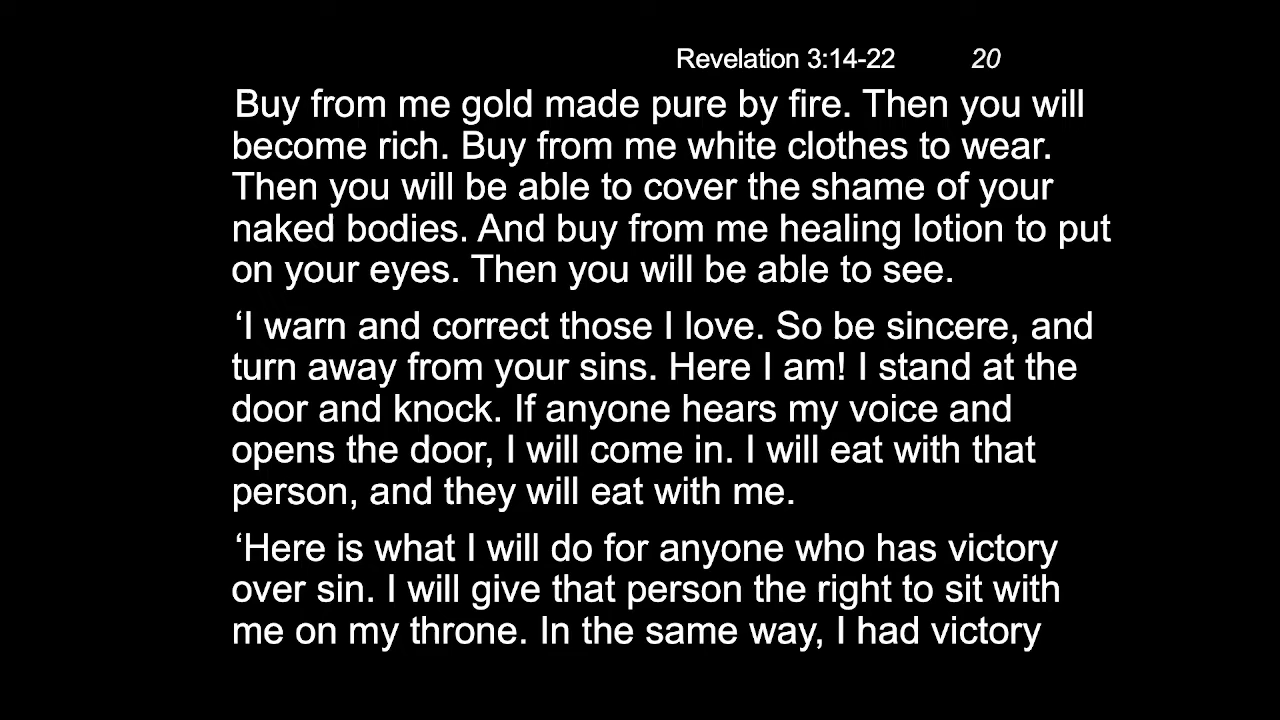 Revelation 3:14-22 20
Buy from me gold made pure by fire. Then you will
become rich. Buy from me white clothes to wear.
Then you will be able to cover the shame of your
naked bodies. And buy from me healing lotion to put
on your eyes. Then you will be able to see.
‘I warn and correct those I love. So be sincere, and
turn away from your sins. Here I am! I stand at the
door and knock. If anyone hears my voice and
opens the door, I will come in. I will eat with that
person, and they will eat with me.
‘Here is what I will do for anyone who has victory
over sin. I will give that person the right to sit with
me on my throne. In the same way, I had victory